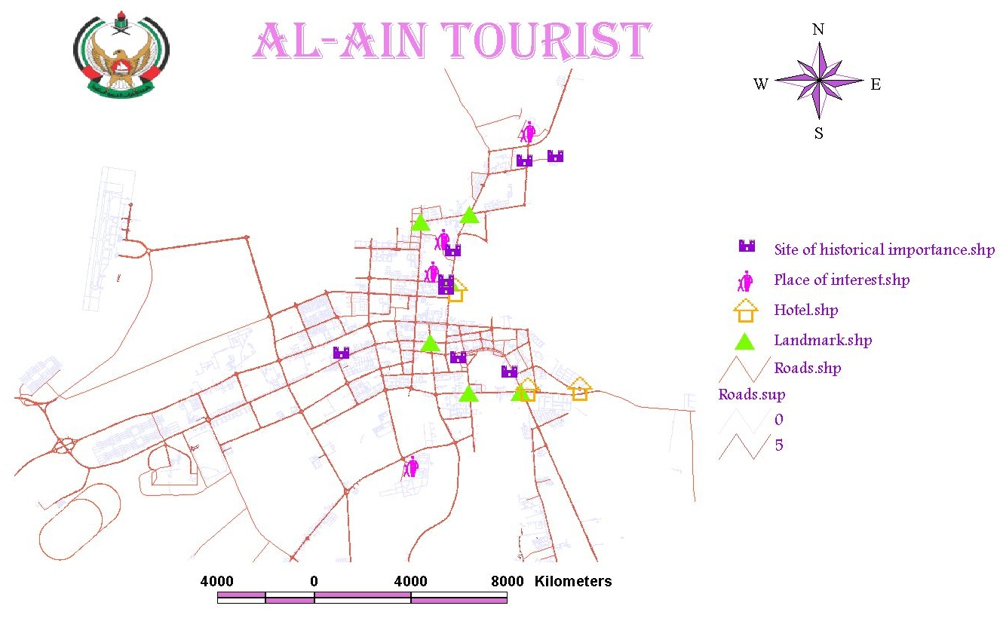 AL-AIN TOURIST
N
W E
S
Site of historical importance.shp
Place of interest.shp
Hotel.shp
Landmark.shp
Roads.shp
Roads.sup
0
5
4000 0 4000 8000 Kilometers